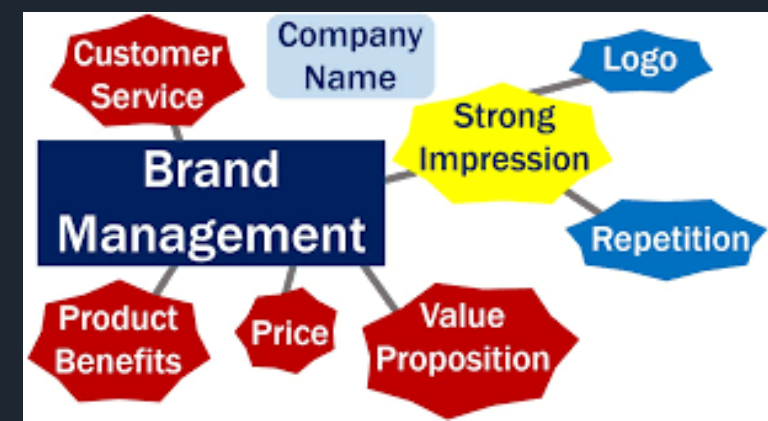 Customer
Service
Company
Name
Logo
Strong
Impression
Brand
Management
Repetition
Product
Benefits
Price
Value
Proposition